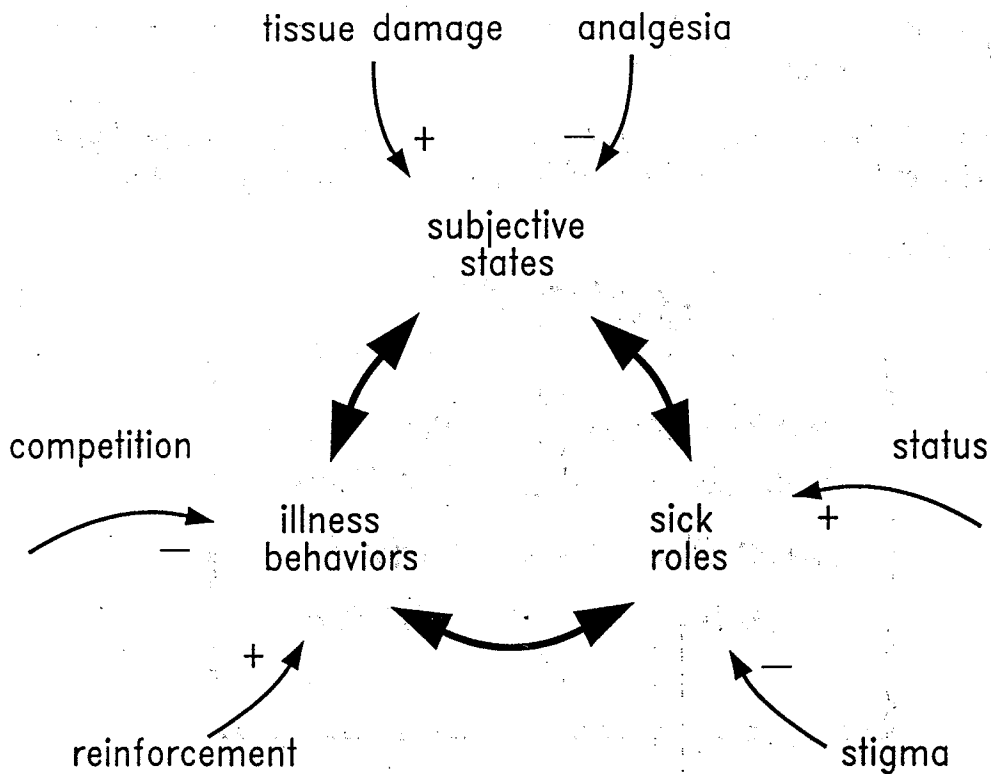 tissue damage
analgesia
+
−
subjective
states
competition
status
illness
behaviors
sick
roles
−
+
+
−
reinforcement
stigma